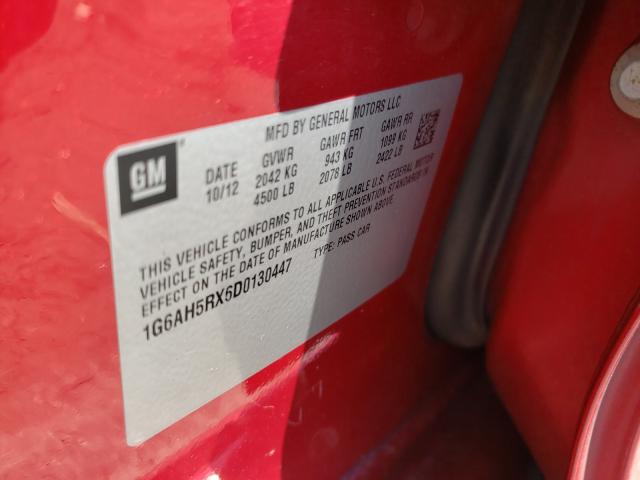 MFD BY GENERAL MOTORS LLC
GM
DATE GVWR GAWR FRT GAWR RR
10/12 2042 KG 943 KG 1099 KG
4500 LB 2078 LB 2422 LB
THIS VEHICLE CONFORMS TO ALL APPLICABLE U.S. FEDERAL MOTOR
VEHICLE SAFETY, BUMPER, AND THEFT PREVENTION STANDARDS IN
EFFECT ON THE DATE OF MANUFACTURE SHOWN ABOVE.
1G6AH5RX5D0130447 TYPE: PASS CAR